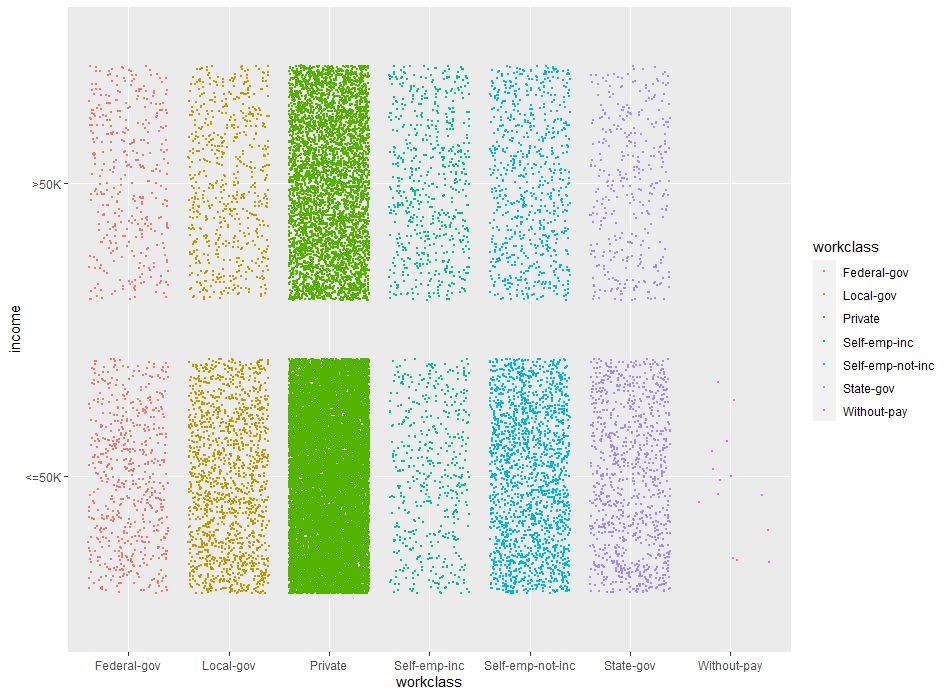 >50K
<=50K
income
Federal-gov Local-gov Private Self-emp-inc Self-emp-not-inc State-gov Without-pay
workclass
workclass
Federal-gov
Local-gov
Private
Self-emp-inc
Self-emp-not-inc
State-gov
Without-pay